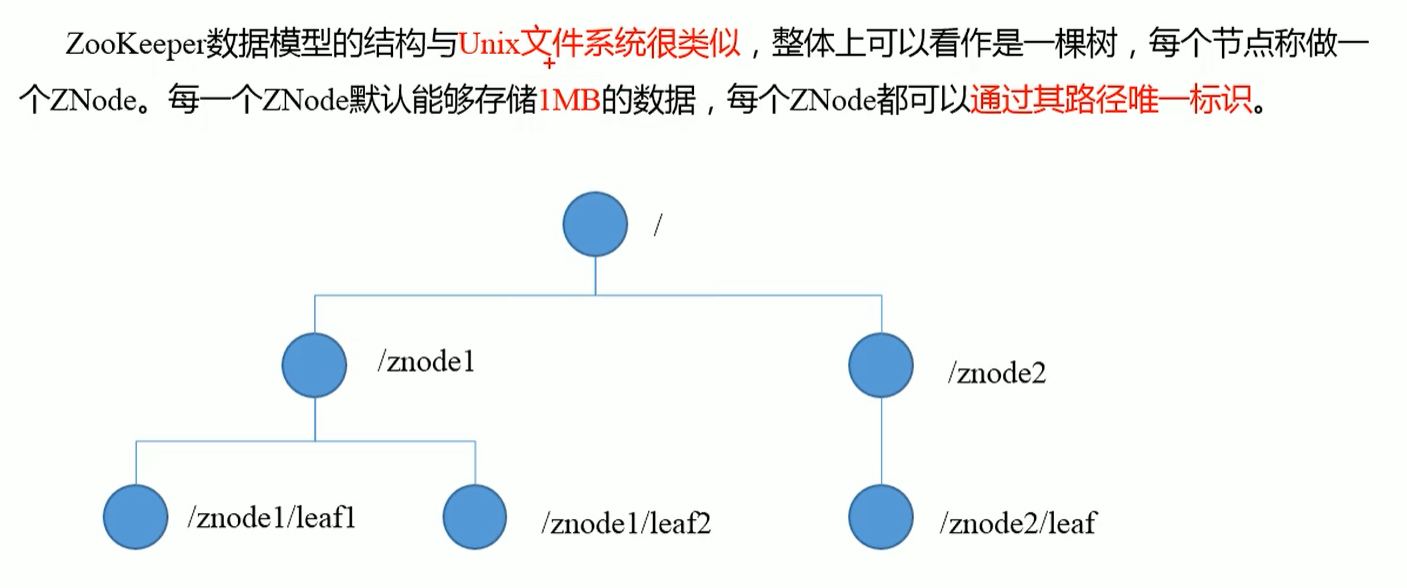 ZooKeeper数据模型的结构与Unix文件系统很类似，整体上可以看作是一棵树，每个节点称做一
个ZNode。每一个ZNode默认能够存储1MB的数据，每个ZNode都可以通过其路径唯一标识。
/
/znode1
/znode2
/znode1/leaf1
/znode1/leaf2
/znode2/leaf